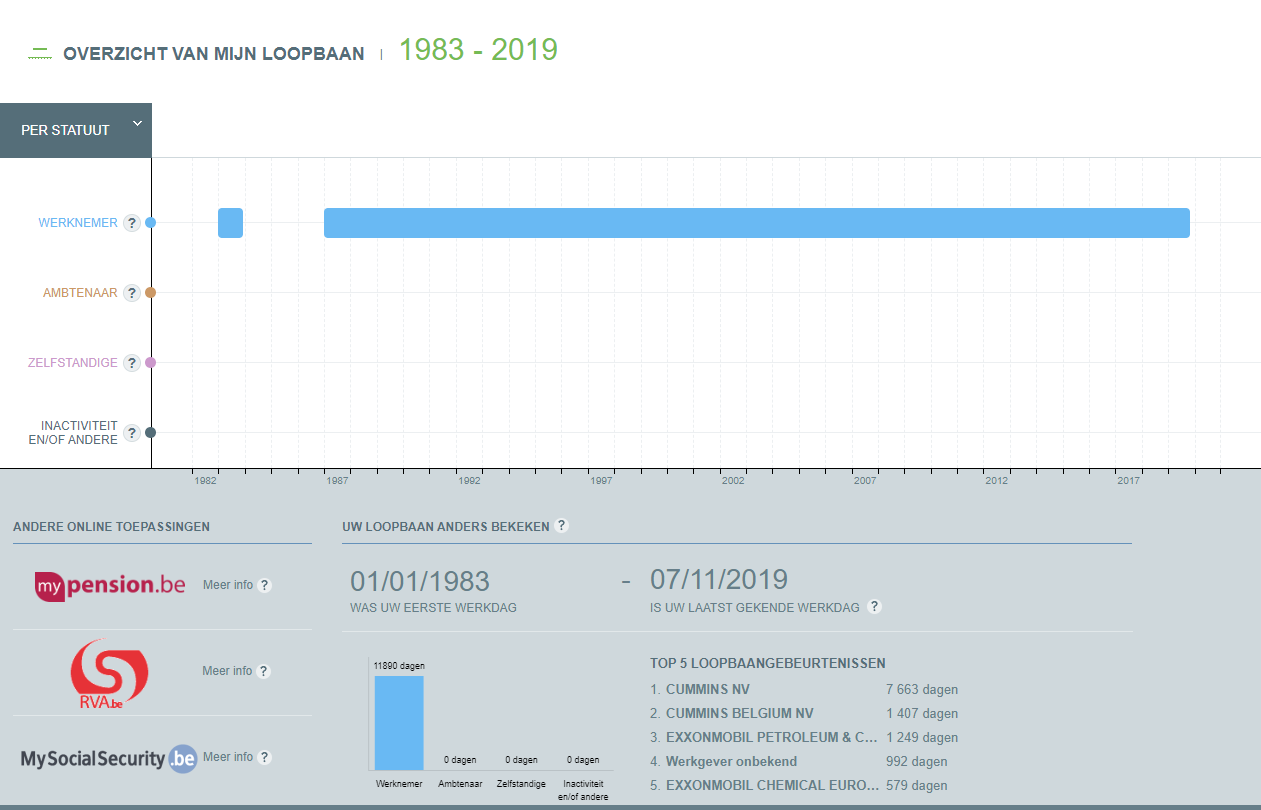 OVERZICHT VAN MIJN LOOPBAAN | 1983 - 2019
PER STATUUT
WERKNEMER ?
AMBTENAAR ?
ZELFSTANDIGE ?
INACTIVITEIT
EN/OF ANDERE ?
1982 1987 1992 1997 2002 2007 2012 2017
ANDERE ONLINE TOEPASSINGEN
mypension.be Meer info ?
RVA.be Meer info ?
MySocialSecurity.be Meer info ?
UW LOOPBAAN ANDERS BEKEKEN ?
01/01/1983 - 07/11/2019
WAS UW EERSTE WERKDAG IS UW LAATST GEKENDE WERKDAG ?
11890 dagen
0 dagen 0 dagen 0 dagen
Werknemer Ambtenaar Zelfstandige Inactiviteit
en/of andere
TOP 5 LOOPBAANGEBEURTENISSEN
1. CUMMINS NV 7 663 dagen
2. CUMMINS BELGIUM NV 1 407 dagen
3. EXXONMOBIL PETROLEUM & C... 1 249 dagen
4. Werkgever onbekend 992 dagen
5. EXXONMOBIL CHEMICAL EURO... 579 dagen